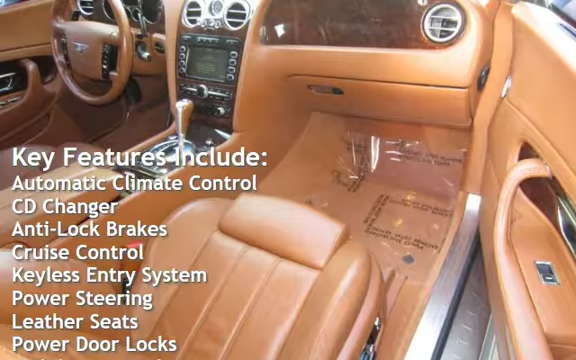 Key Features Include:
Automatic Climate Control
CD Changer
Anti-Lock Brakes
Cruise Control
Keyless Entry System
Power Steering
Leather Seats
Power Door Locks